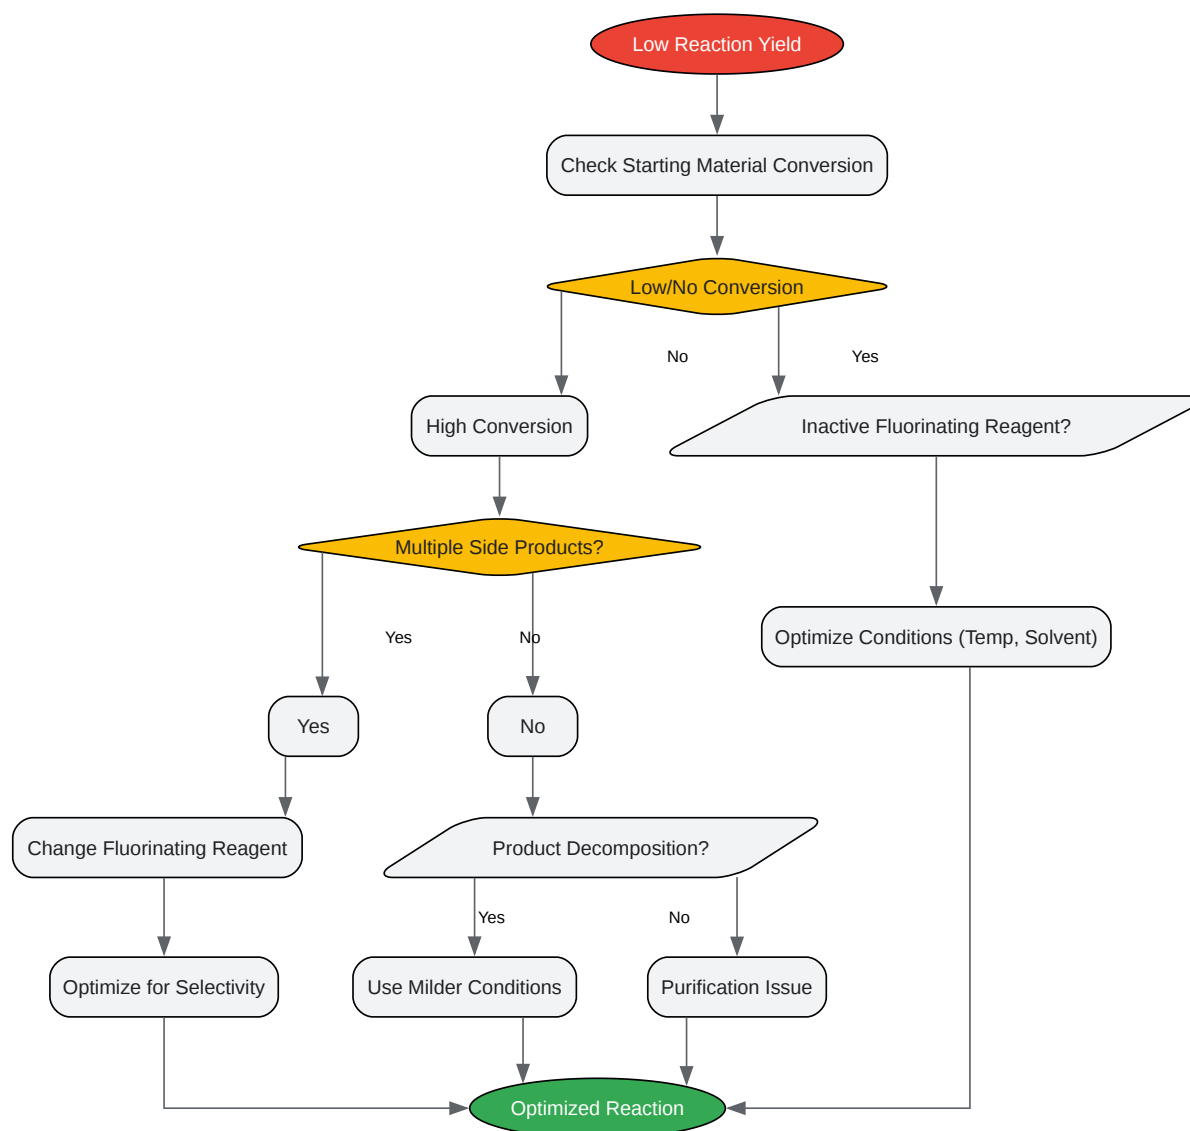 Low Reaction Yield
Check Starting Material Conversion
Low/No Conversion
No
Yes
High Conversion
Inactive Fluorinating Reagent?
Multiple Side Products?
Yes
No
Optimize Conditions (Temp, Solvent)
Yes
No
Change Fluorinating Reagent
Product Decomposition?
Yes
No
Optimize for Selectivity
Use Milder Conditions
Purification Issue
Optimized Reaction